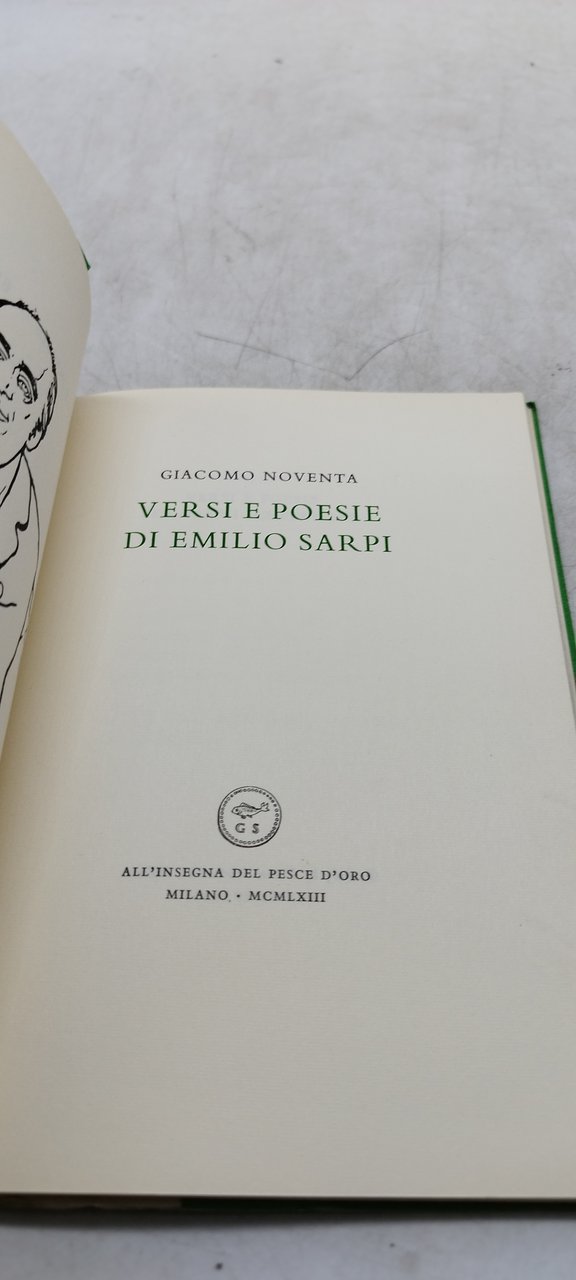 GIACOMO NOVENTA
VERSI E POESIE
DI EMILIO SARPI
G S
ALL'INSEGNA DEL PESCE D'ORO
MILANO • MCMLXIII